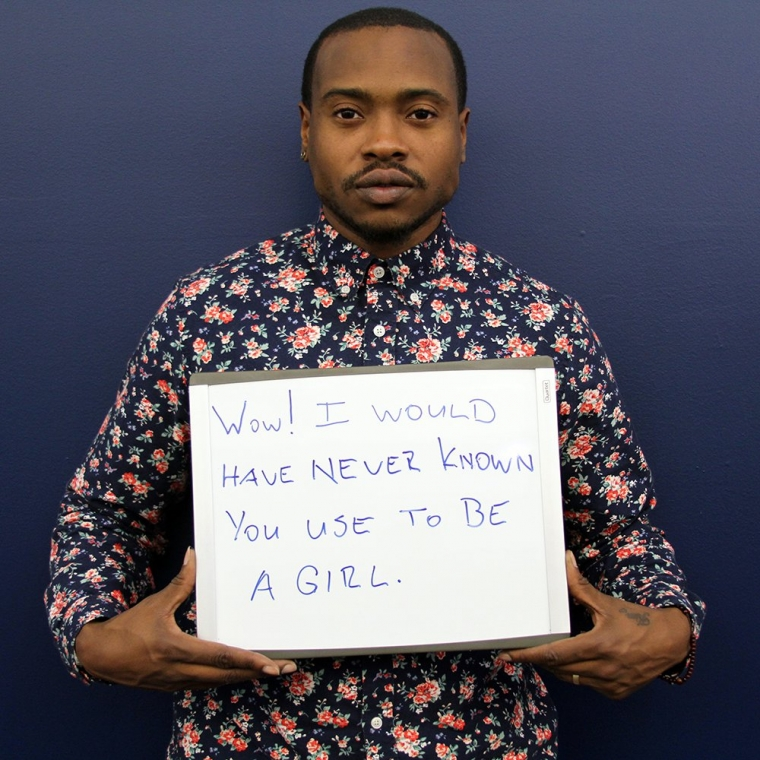 Wow! I WOULD
HAVE NEVER KNOWN
YOU USE TO BE
A GIRL.